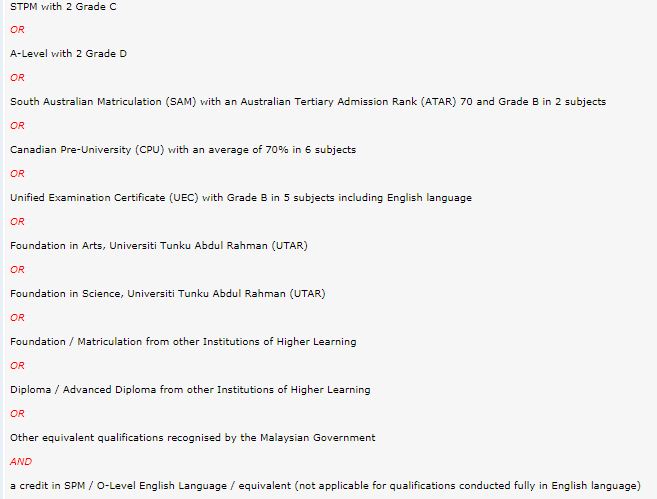 STPM with 2 Grade C
OR
A-Level with 2 Grade D
OR
South Australian Matriculation (SAM) with an Australian Tertiary Admission Rank (ATAR) 70 and Grade B in 2 subjects
OR
Canadian Pre-University (CPU) with an average of 70% in 6 subjects
OR
Unified Examination Certificate (UEC) with Grade B in 5 subjects including English language
OR
Foundation in Arts, Universiti Tunku Abdul Rahman (UTAR)
OR
Foundation in Science, Universiti Tunku Abdul Rahman (UTAR)
OR
Foundation / Matriculation from other Institutions of Higher Learning
OR
Diploma / Advanced Diploma from other Institutions of Higher Learning
OR
Other equivalent qualifications recognised by the Malaysian Government
AND
a credit in SPM / O-Level English Language / equivalent (not applicable for qualifications conducted fully in English language)